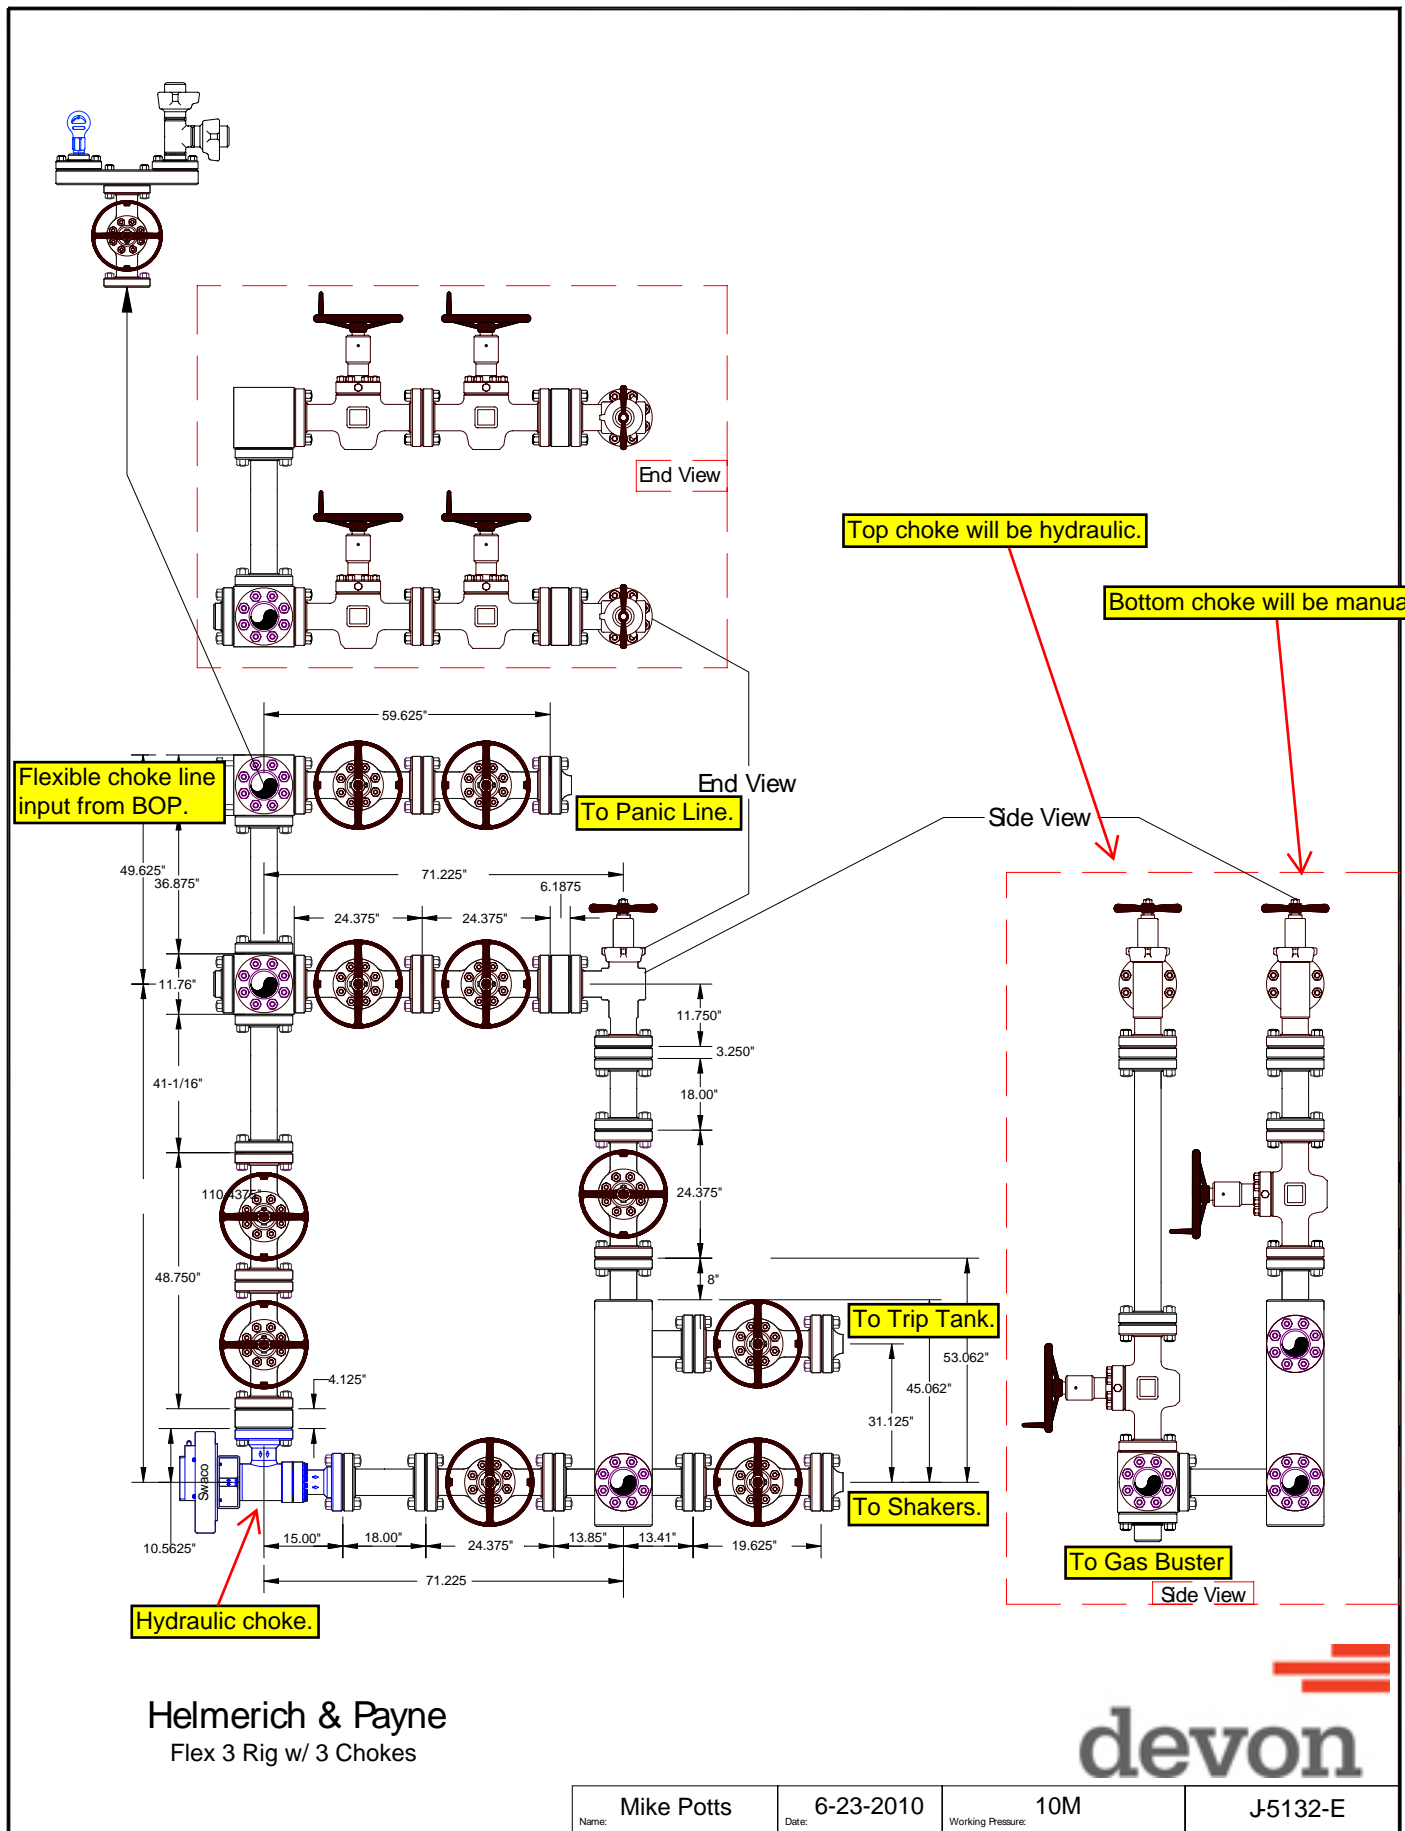 End View
Top choke will be hydraulic.
Bottom choke will be manua
59.625"
Flexible choke line
input from BOP.
End View
To Panic Line.
Side View
49.625"
36.875"
71.225"
6.1875
24.375"
24.375"
11.76"
11.750"
3.250"
41-1/16"
18.00"
110.4375"
24.375"
48.750"
8"
To Trip Tank.
53.062"
4.125"
45.062"
31.125"
Swaco
To Shakers.
10.5625"
15.00"
18.00"
24.375"
13.85"
13.41"
19.625"
71.225
To Gas Buster
Side View
Hydraulic choke.
Helmerich & Payne
Flex 3 Rig w/ 3 Chokes
devon
Name: Mike Potts
Date: 6-23-2010
Working Pressure: 10M
J-5132-E